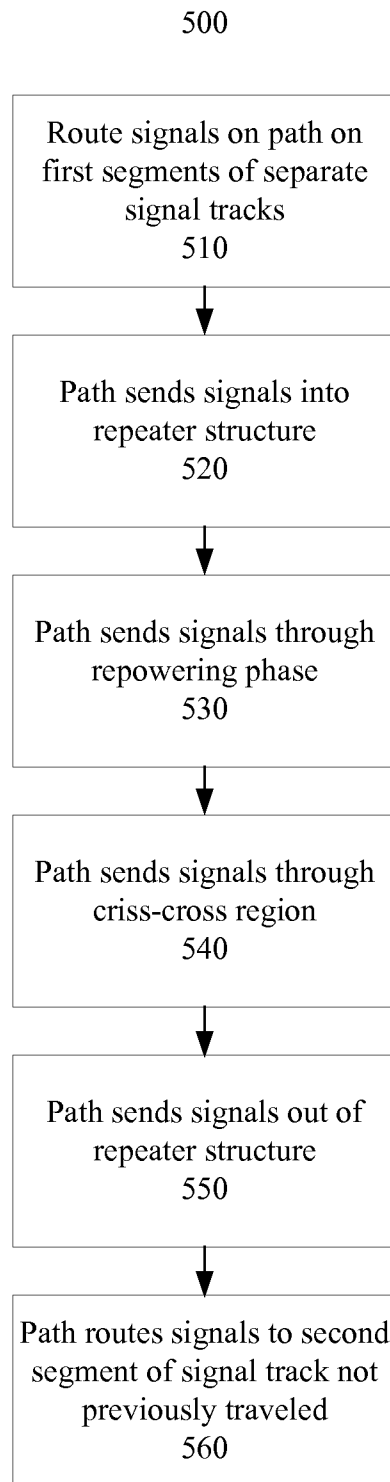 500
Route signals on path on
first segments of separate
signal tracks
510
Path sends signals into
repeater structure
520
Path sends signals through
repowering phase
530
Path sends signals through
criss-cross region
540
Path sends signals out of
repeater structure
550
Path routes signals to second
segment of signal track not
previously traveled
560